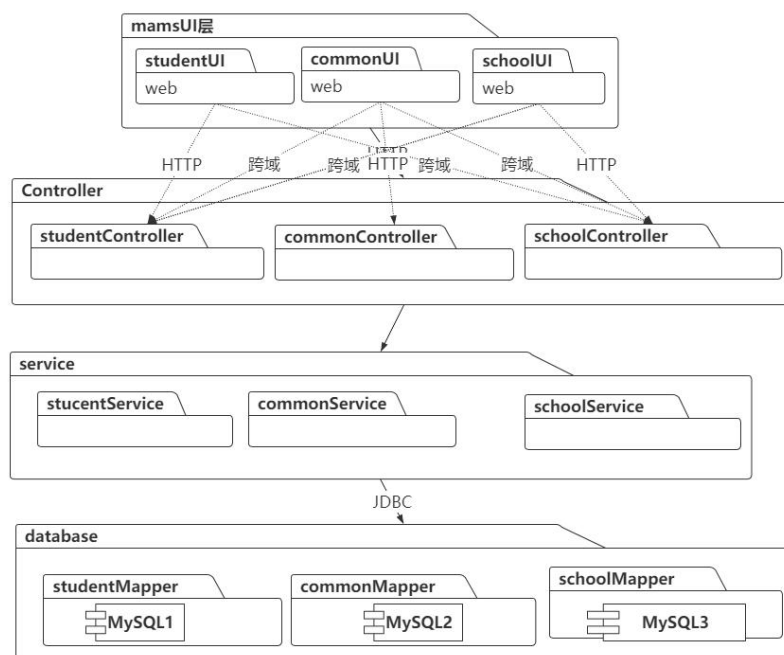 mamsUI层
studentUI
commonUI
schoolUI
web
web
web
HTTP
HTTP
跨域
跨域
HTTP
跨域
跨域
HTTP
Controller
studentController
commonController
schoolController
service
stucentService
commonService
schoolService
JDBC
database
studentMapper
commonMapper
schoolMapper
MySQL1
MySQL2
MySQL3